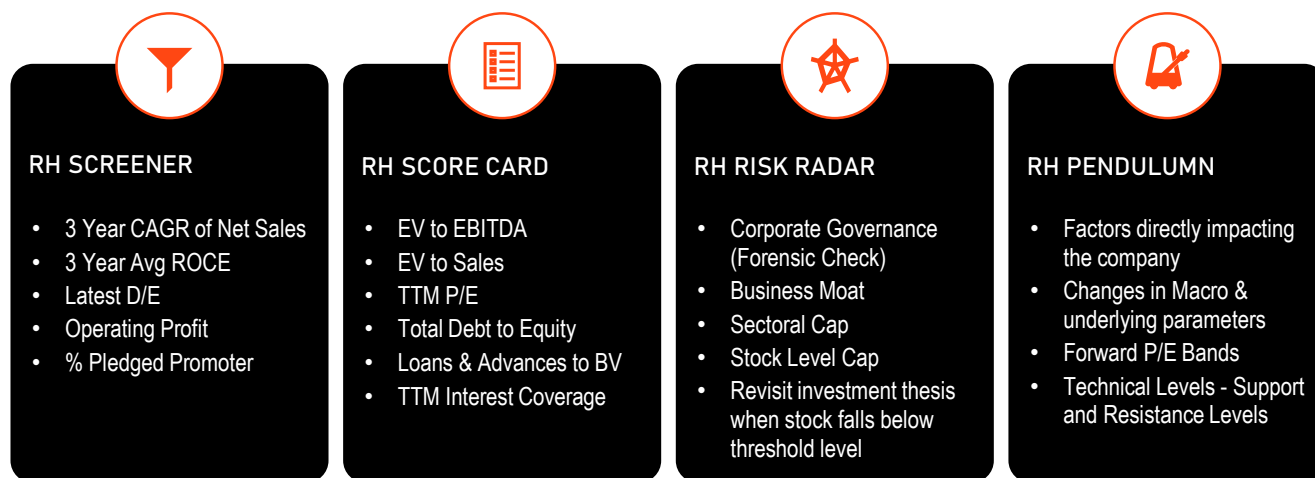 RH SCREENER
• 3 Year CAGR of Net Sales
• 3 Year Avg ROCE
• Latest D/E
• Operating Profit
• % Pledged Promoter
RH SCORE CARD
• EV to EBITDA
• EV to Sales
• TTM P/E
• Total Debt to Equity
• Loans & Advances to BV
• TTM Interest Coverage
RH RISK RADAR
• Corporate Governance
(Forensic Check)
• Business Moat
• Sectoral Cap
• Stock Level Cap
• Revisit investment thesis
when stock falls below
threshold level
RH PENDULUMN
• Factors directly impacting
the company
• Changes in Macro &
underlying parameters
• Forward P/E Bands
• Technical Levels - Support
and Resistance Levels